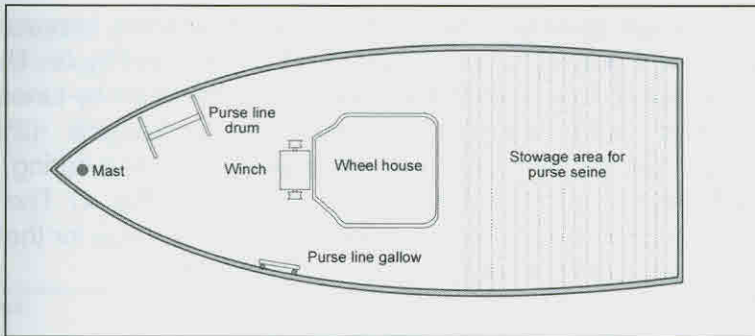 Purse line
drum
Mast
Winch
Wheel house
Stowage area for
purse seine
Purse line gallow